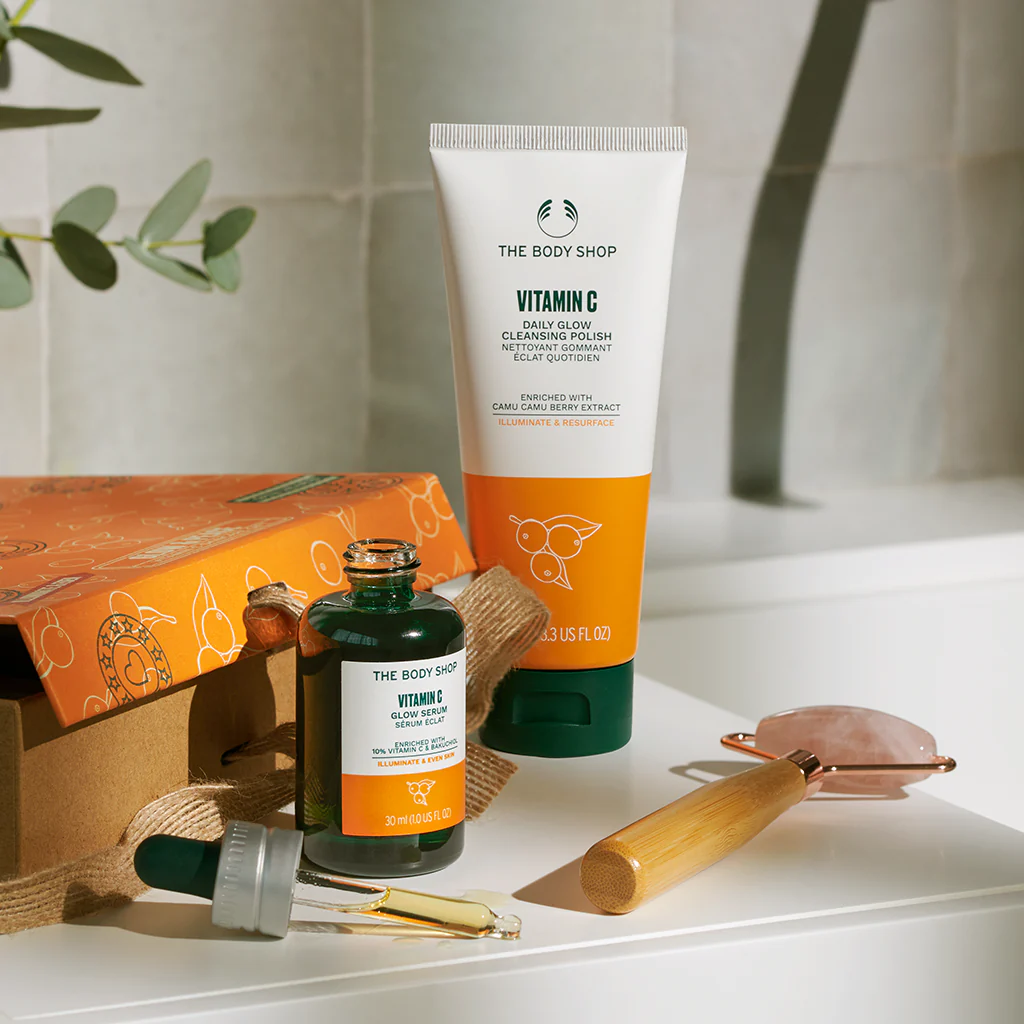 THE BODY SHOP
VITAMIN C
DAILY GLOW
CLEANSING POLISH
NETTOYANT GOMMANT
ÉCLAT QUOTIDIEN
ENRICHED WITH
CAMU CAMU BERRY EXTRACT
ILLUMINATE & RESURFACE
3.3 US FL OZ)
THE BODY SHOP
VITAMIN C
GLOW SERUM
SÉRUM ÉCLAT
ENRICHED WITH
10% VITAMIN C & BAKUCHIOL
ILLUMINATE & EVEN SKIN
30 ml (1.0 US FL OZ)